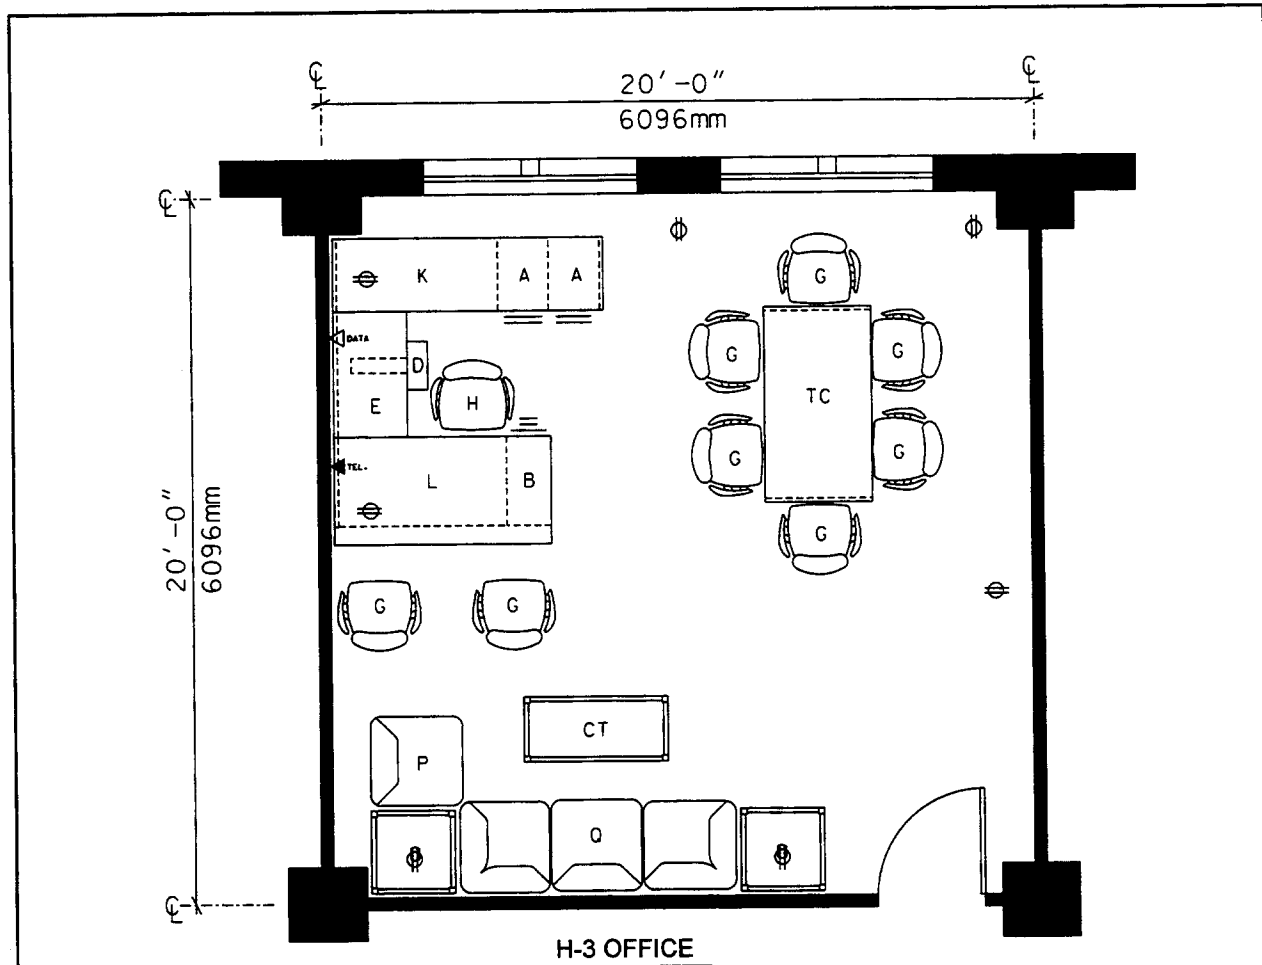 ℄ 20'-0" ℄
6096mm
℄
K A A
G
DATA
D
G G
E H TC
TEL.
L B
G G
20'-0"
6096mm
G
G G
CT
P
Q
℄
H-3 OFFICE